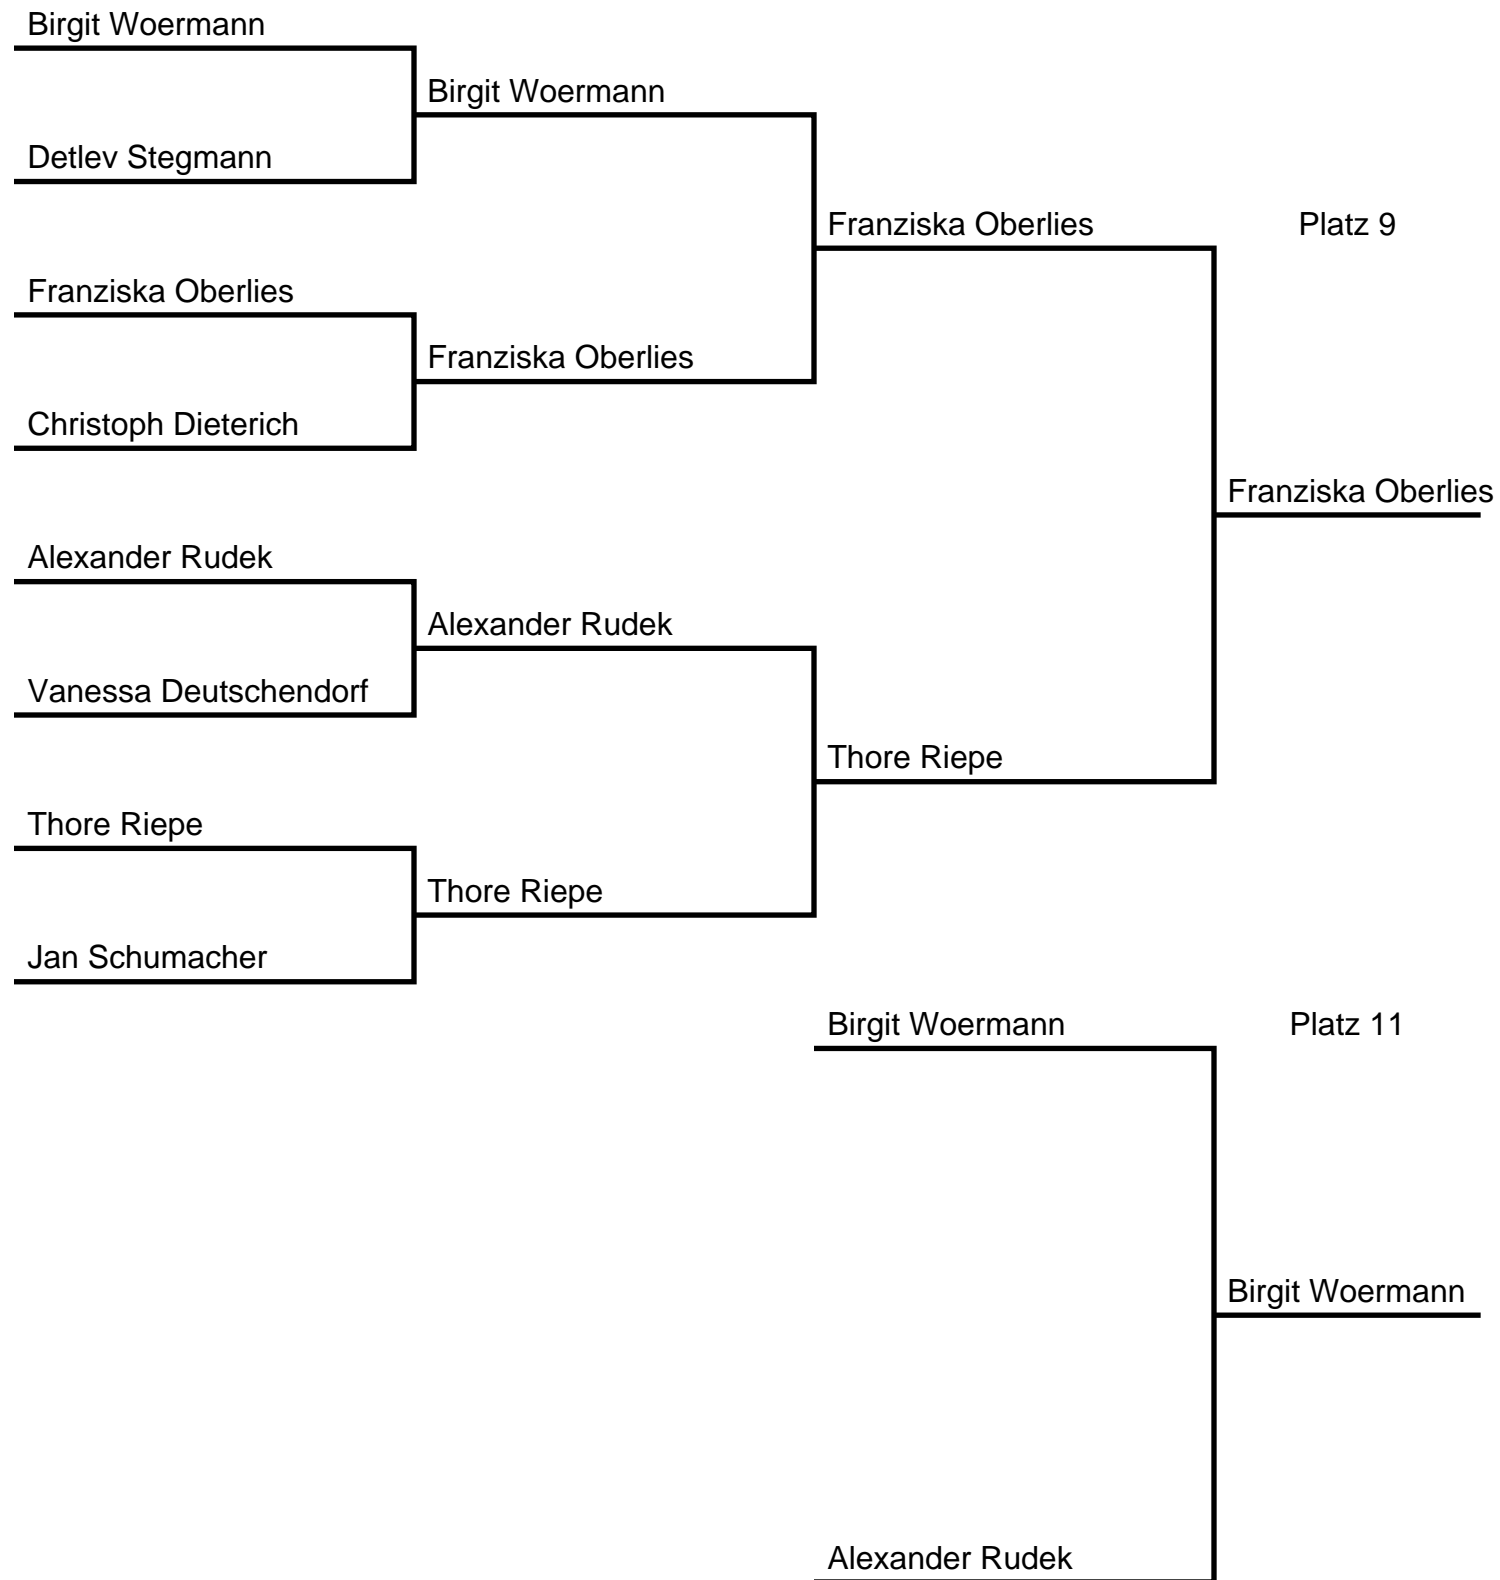 Birgit Woermann
Birgit Woermann
Detlev Stegmann
Franziska Oberlies Platz 9
Franziska Oberlies
Franziska Oberlies
Christoph Dieterich
Franziska Oberlies
Alexander Rudek
Alexander Rudek
Vanessa Deutschendorf
Thore Riepe
Thore Riepe
Thore Riepe
Jan Schumacher
Birgit Woermann Platz 11
Birgit Woermann
Alexander Rudek